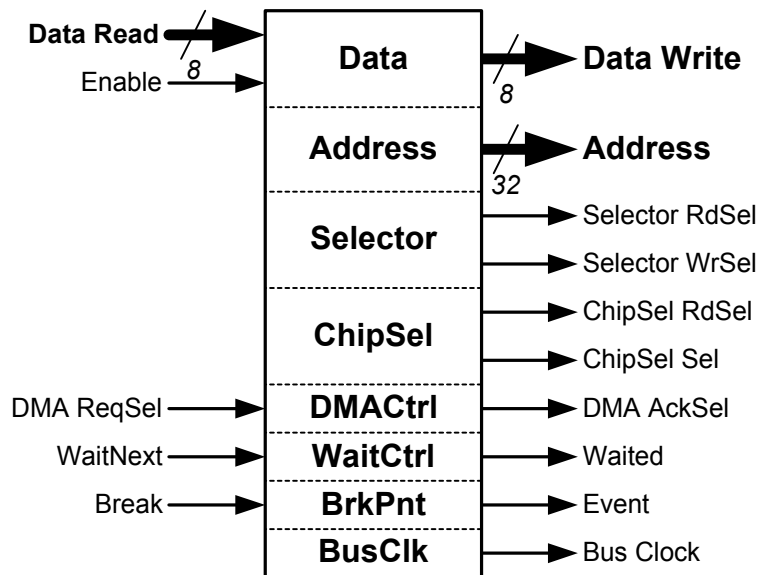 Data Read
8
Enable
Data
8
Data Write
Address
32
Address
Selector
Selector RdSel
Selector WrSel
ChipSel
ChipSel RdSel
ChipSel Sel
DMA ReqSel
DMACtrl
DMA AckSel
WaitNext
WaitCtrl
Waited
Break
BrkPnt
Event
BusClk
Bus Clock